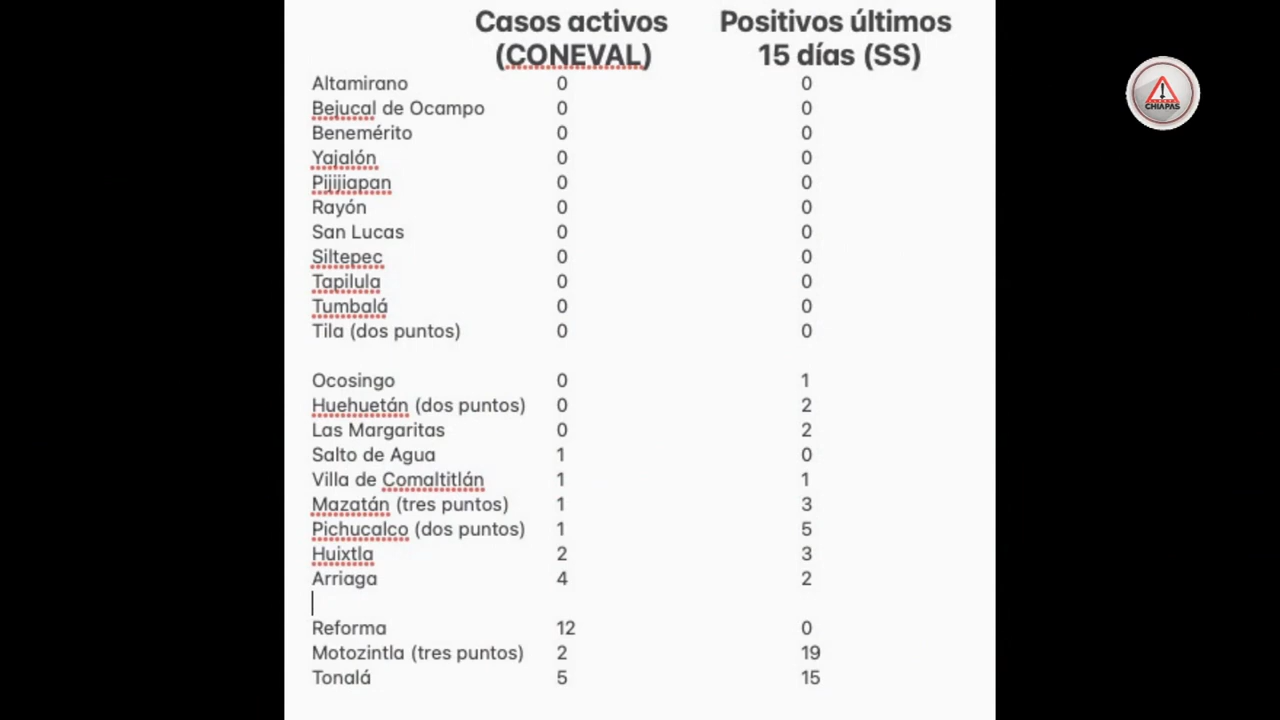 Casos activos Positivos últimos
(CONEVAL) 15 días (SS)
Altamirano 0 0
Bejucal de Ocampo 0 0
Benemérito 0 0
Yajalón 0 0
Pijijiapan 0 0
Rayón 0 0
San Lucas 0 0
Siltepec 0 0
Tapilula 0 0
Tumbalá 0 0
Tila (dos puntos) 0 0
Ocosingo 0 1
Huehuetán (dos puntos) 0 2
Las Margaritas 0 2
Salto de Agua 1 0
Villa de Comaltitlán 1 1
Mazatán (tres puntos) 1 3
Pichucalco (dos puntos) 1 5
Huixtla 2 3
Arriaga 4 2
Reforma 12 0
Motozintla (tres puntos) 2 19
Tonalá 5 15
CHIAPAS